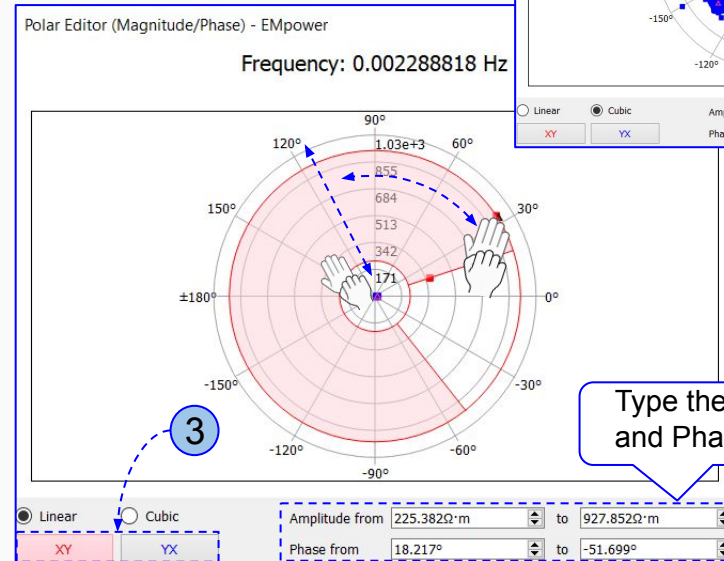 Polar Editor (Magnitude/Phase) - EMpower
-150°
-120°
Linear Cubic
XY YX
Frequency: 0.002288818 Hz
90°
120° 1.03e+3 60°
855
150° 684 30°
513
342
171
±180° 0°
-150° -30°
Type the
and
3
-120° -60°
-90°
Linear Cubic Amplitude from 225.382Ω·m to 927.852Ω·m
XY YX Phase from 18.217° to -51.699°